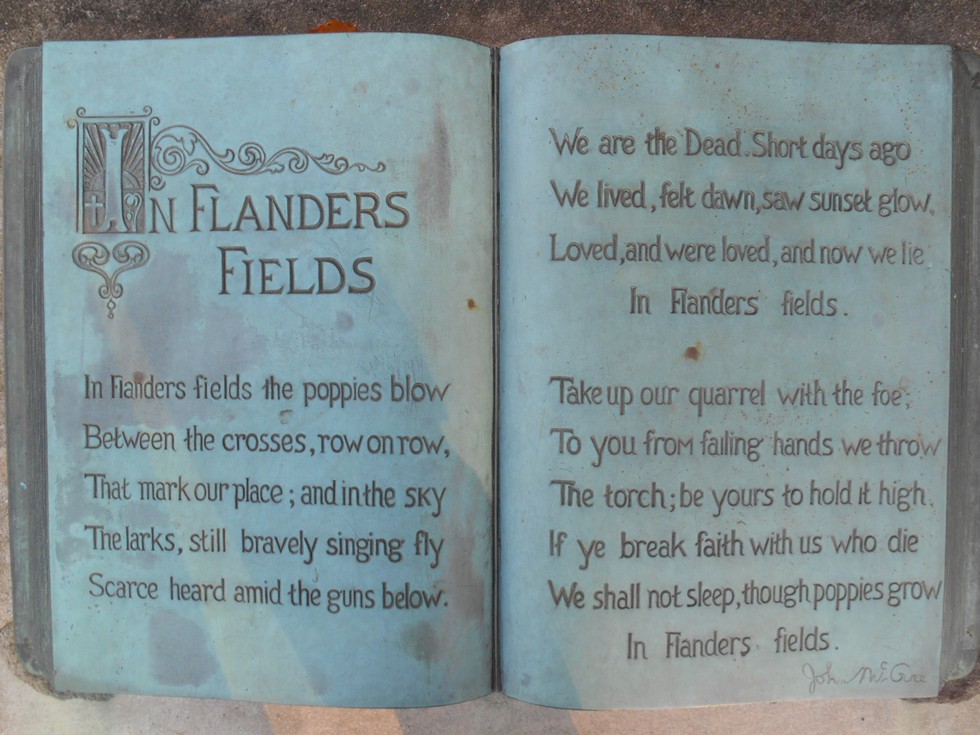 IN FLANDERS
FIELDS
In Flanders fields the poppies blow
Between the crosses, row on row,
That mark our place; and in the sky
The larks, still bravely singing fly
Scarce heard amid the guns below.
We are the Dead. Short days ago
We lived, felt dawn, saw sunset glow.
Loved, and were loved, and now we lie
In Flanders fields.
Take up our quarrel with the foe;
To you from failing hands we throw
The torch; be yours to hold it high.
If ye break faith with us who die
We shall not sleep, though poppies grow
In Flanders fields.
John McCrae